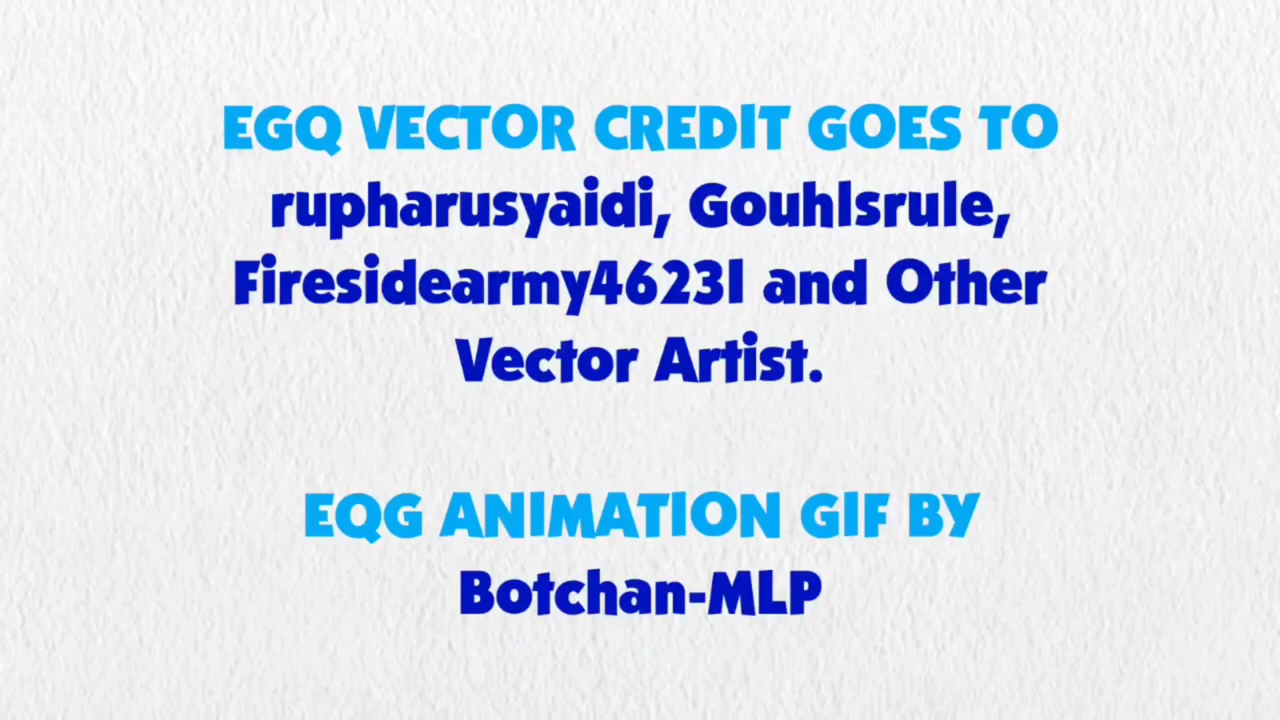 EGQ VECTOR CREDIT GOES TO
rupharusyaidi, Gouhlsrule,
Firesidearmy46231 and Other
Vector Artist.
EQG ANIMATION GIF BY
Botchan-MLP